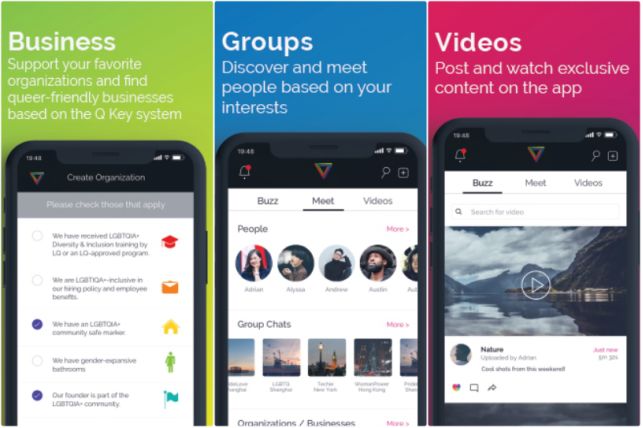 Business
Support your favorite
organizations and find
queer-friendly businesses
based on the Q Key system
19:48
Create Organization
Please check those that apply
We have received LGBTQIA+
Diversity & inclusion training by
LQ or an LQ-approved program.
We are LGBTIQA+-inclusive in
our hiring policy and employee
benefits.
We have an LGBTQIA+
community safe marker.
We have gender-expansive
bathrooms
Our founder is part of the
LGBTQIA+ community.
Groups
Discover and meet
people based on your
interests
19:48
Buzz Meet Videos
People More >
Adrian Alyssa Andrew Austin
Group Chats More >
LGBTQ Techie WomenPower
Shanghai Shanghai New York Hong Kong Shanghai
Organizations / Businesses More >
Videos
Post and watch exclusive
content on the app
19:48
Buzz Meet Videos
Search for video
Nature Just now
Uploaded by Adrian 5m 32s
Cool shots from this weekend!